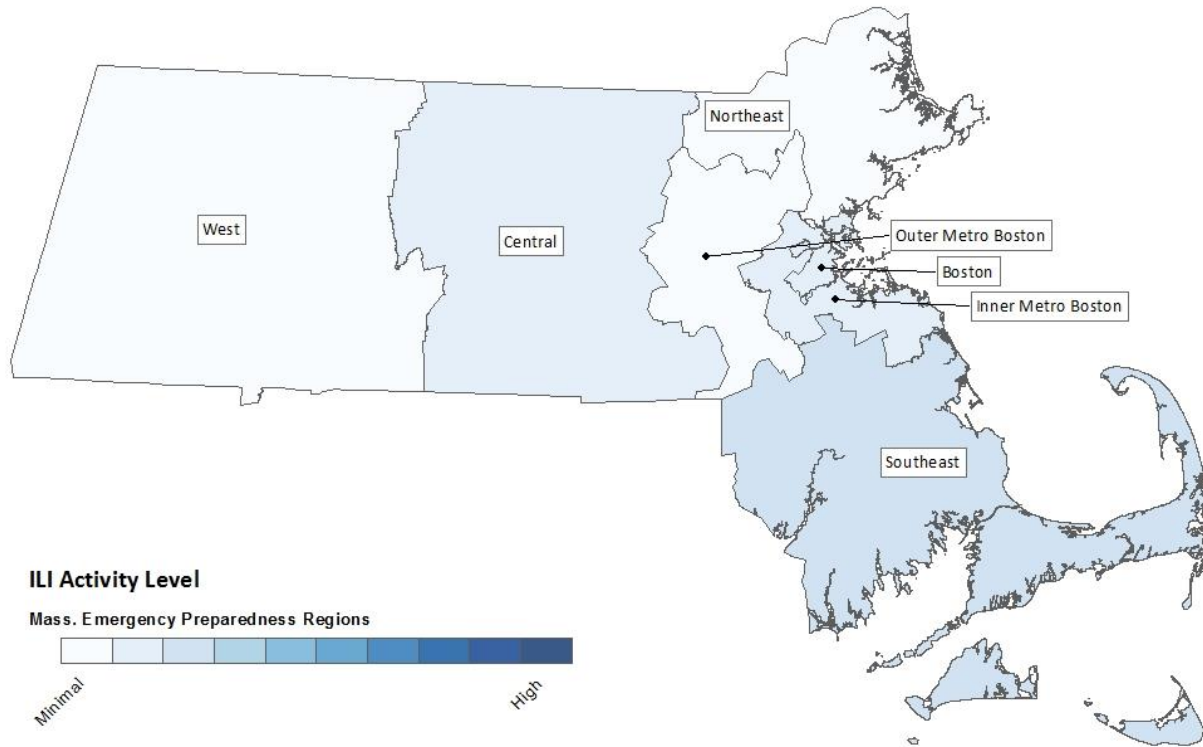 Northeast
West
Central
Outer Metro Boston
Boston
Inner Metro Boston
Southeast
ILI Activity Level
Mass. Emergency Preparedness Regions
Minimal
High